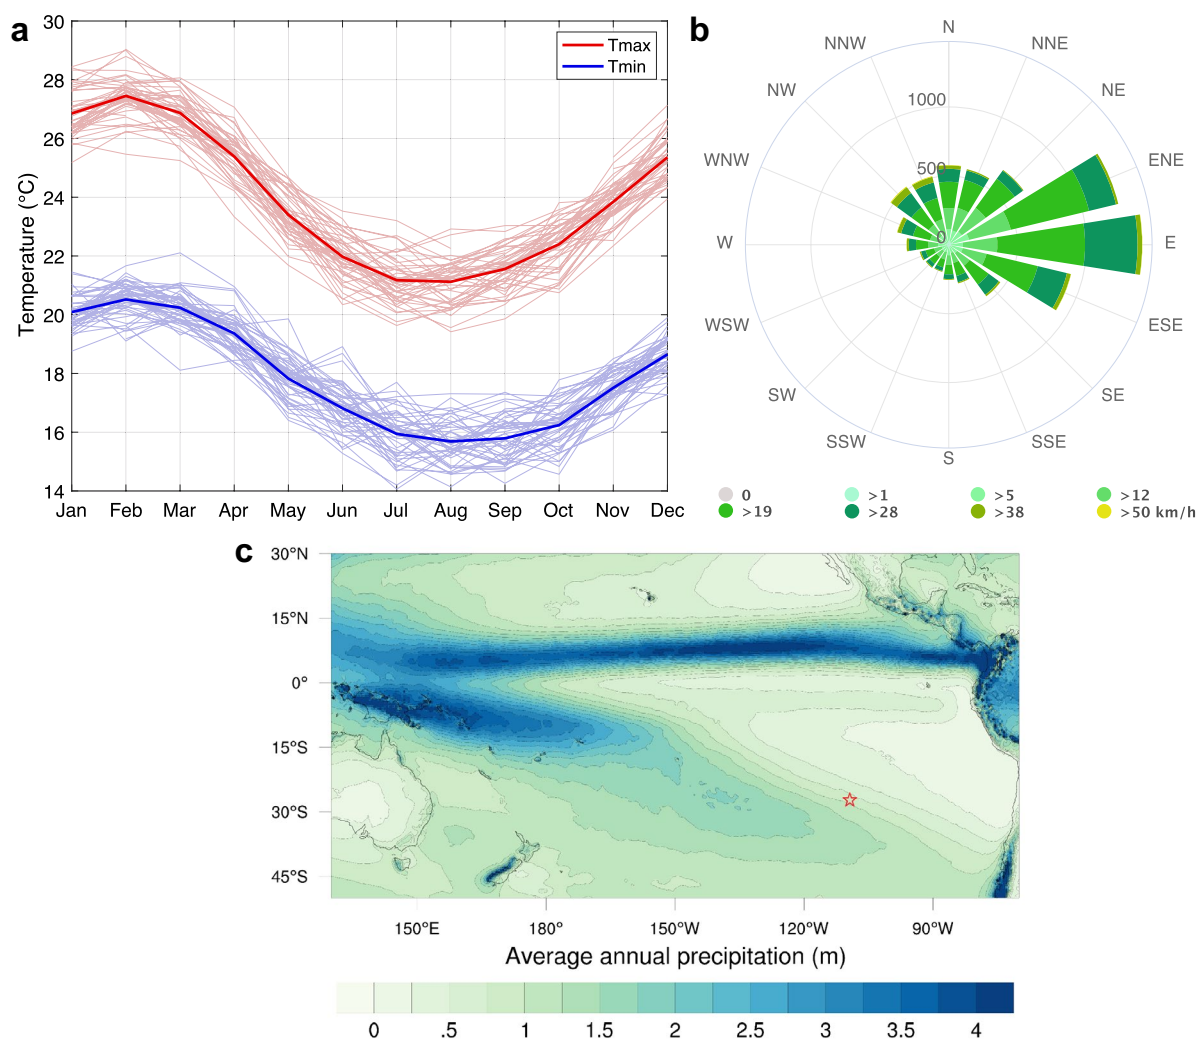 a
30
28
26
24
22
20
18
16
14
Temperature (°C)
Tmax
Tmin
Jan Feb Mar Apr May Jun Jul Aug Sep Oct Nov Dec
b
N
NNE
NE
ENE
E
ESE
SE
SSE
S
SSW
SW
WSW
W
WNW
NW
NNW
1000
500
0
0 >1 >5 >12
>19 >28 >38 >50 km/h
c
30°N
15°N
0°
15°S
30°S
45°S
150°E 180° 150°W 120°W 90°W
Average annual precipitation (m)
0 .5 1 1.5 2 2.5 3 3.5 4